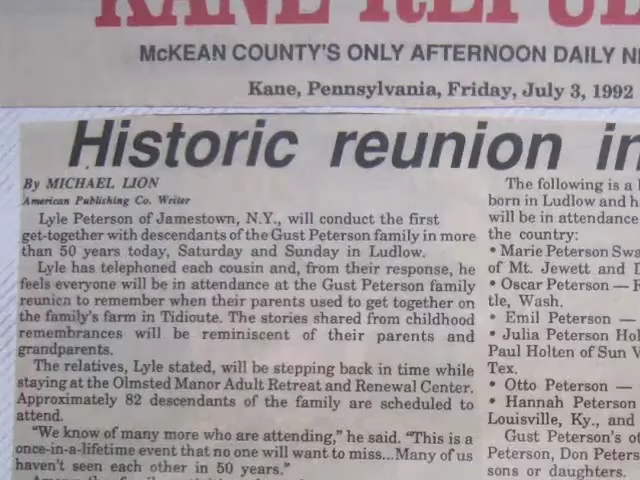 KANE REPU
McKEAN COUNTY'S ONLY AFTERNOON DAILY
Kane, Pennsylvania, Friday, July 3, 1992
Historic reunion in
By MICHAEL LION
American Publishing Co. Writer
Lyle Peterson of Jamestown, N.Y., will conduct the first
get-together with descendants of the Gust Peterson family in more
than 50 years today, Saturday and Sunday in Ludlow.
Lyle has telephoned each cousin and, from their response, he
feels everyone will be in attendance at the Gust Peterson family
reunion to remember when their parents used to get together on
the family's farm in Tidioute. The stories shared from childhood
remembrances will be reminiscent of their parents and
grandparents.
The relatives, Lyle stated, will be stepping back in time while
staying at the Olmsted Manor Adult Retreat and Renewal Center.
Approximately 82 descendants of the family are scheduled to
attend.
"We know of many more who are attending," he said. "This is a
once-in-a-lifetime event that no one will want to miss...Many of us
haven't seen each other in 50 years."
The following is a
born in Ludlow and
will be in attendance
the country:
• Marie Peterson Swa
of Mt. Jewett and
• Oscar Peterson —
tle, Wash.
• Emil Peterson —
• Julia Peterson Hol
Paul Holten of Sun V
Tex.
• Otto Peterson —
• Hannah Peterson
Louisville, Ky., and
Gust Peterson's
Peterson, Don Peters
sons or daughters.